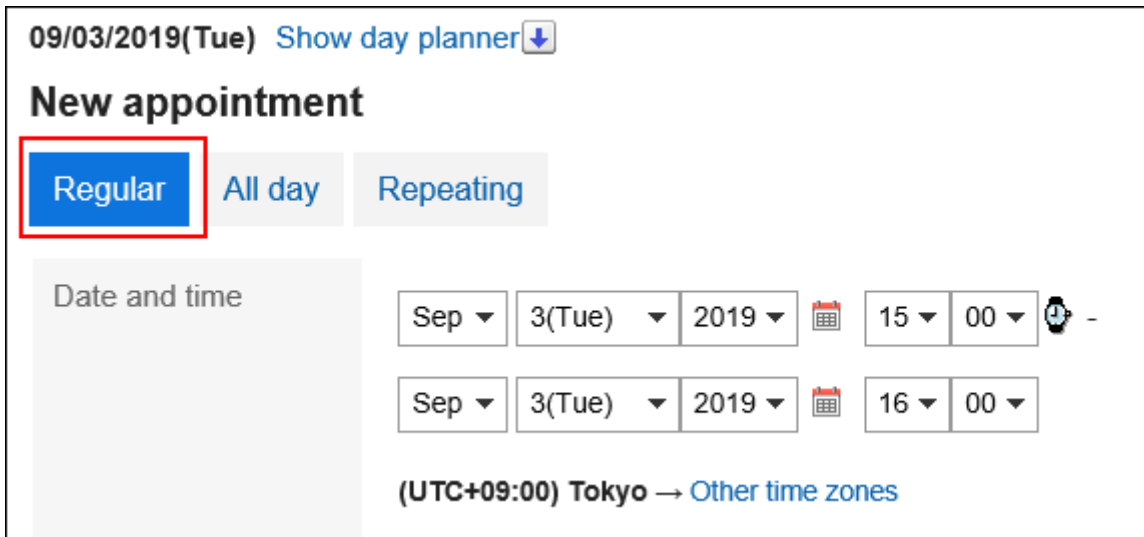 09/03/2019(Tue) Show day planner
New appointment
Regular All day Repeating
Date and time
Sep 3(Tue) 2019 15 00 -
Sep 3(Tue) 2019 16 00
(UTC+09:00) Tokyo → Other time zones